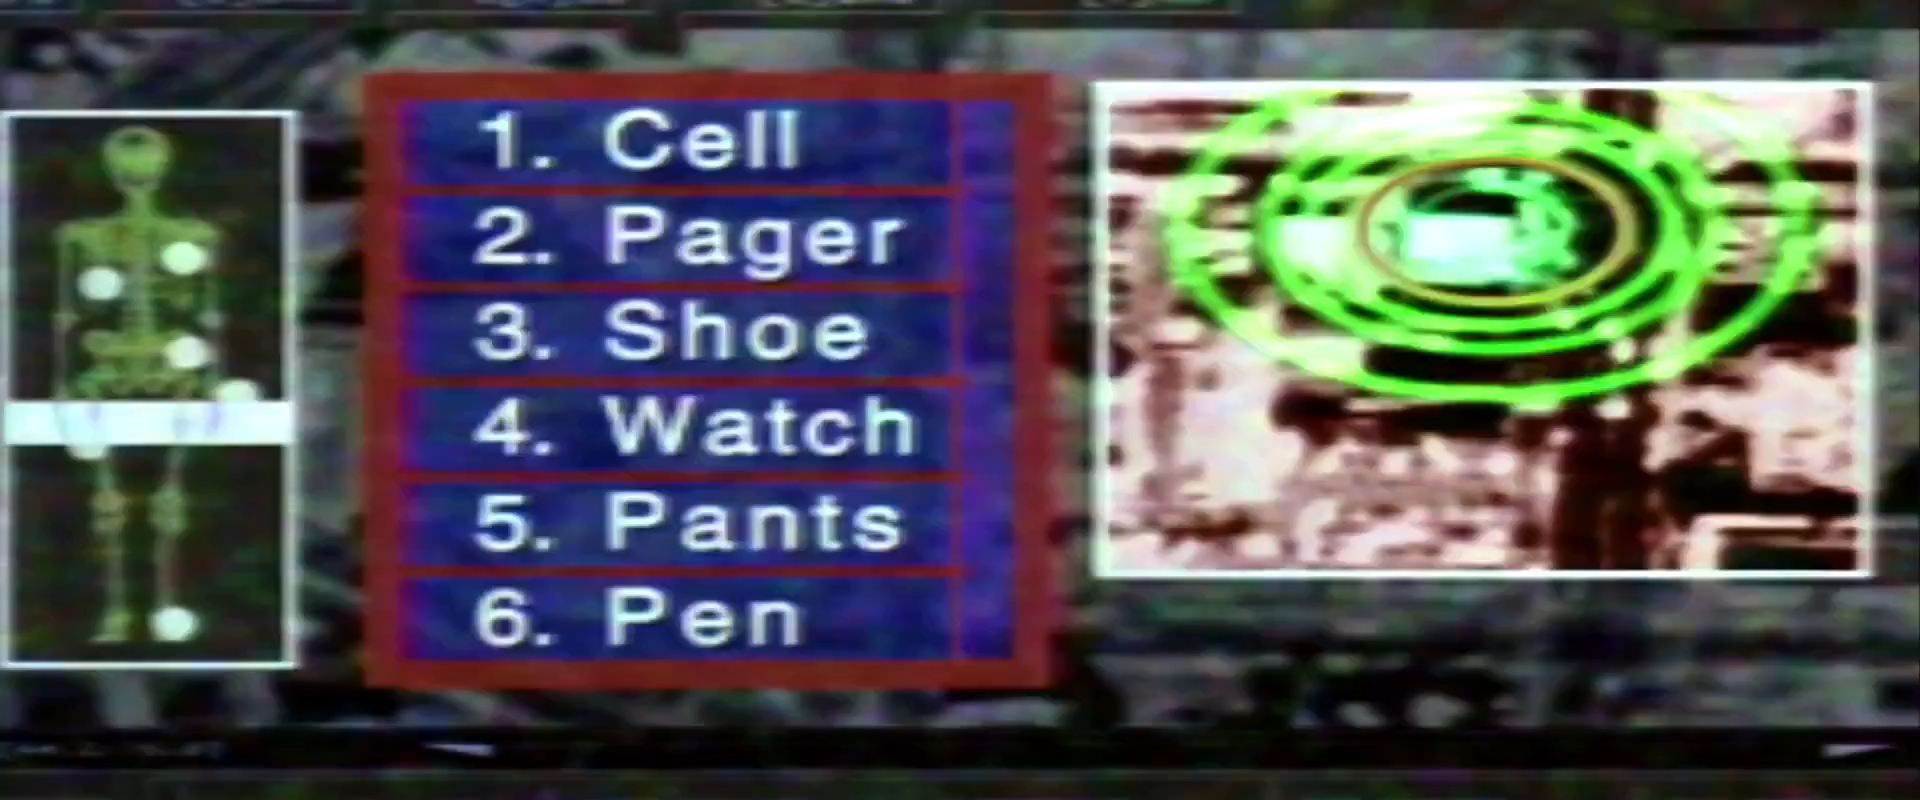 1. Cell
2. Pager
3. Shoe
4. Watch
5. Pants
6. Pen